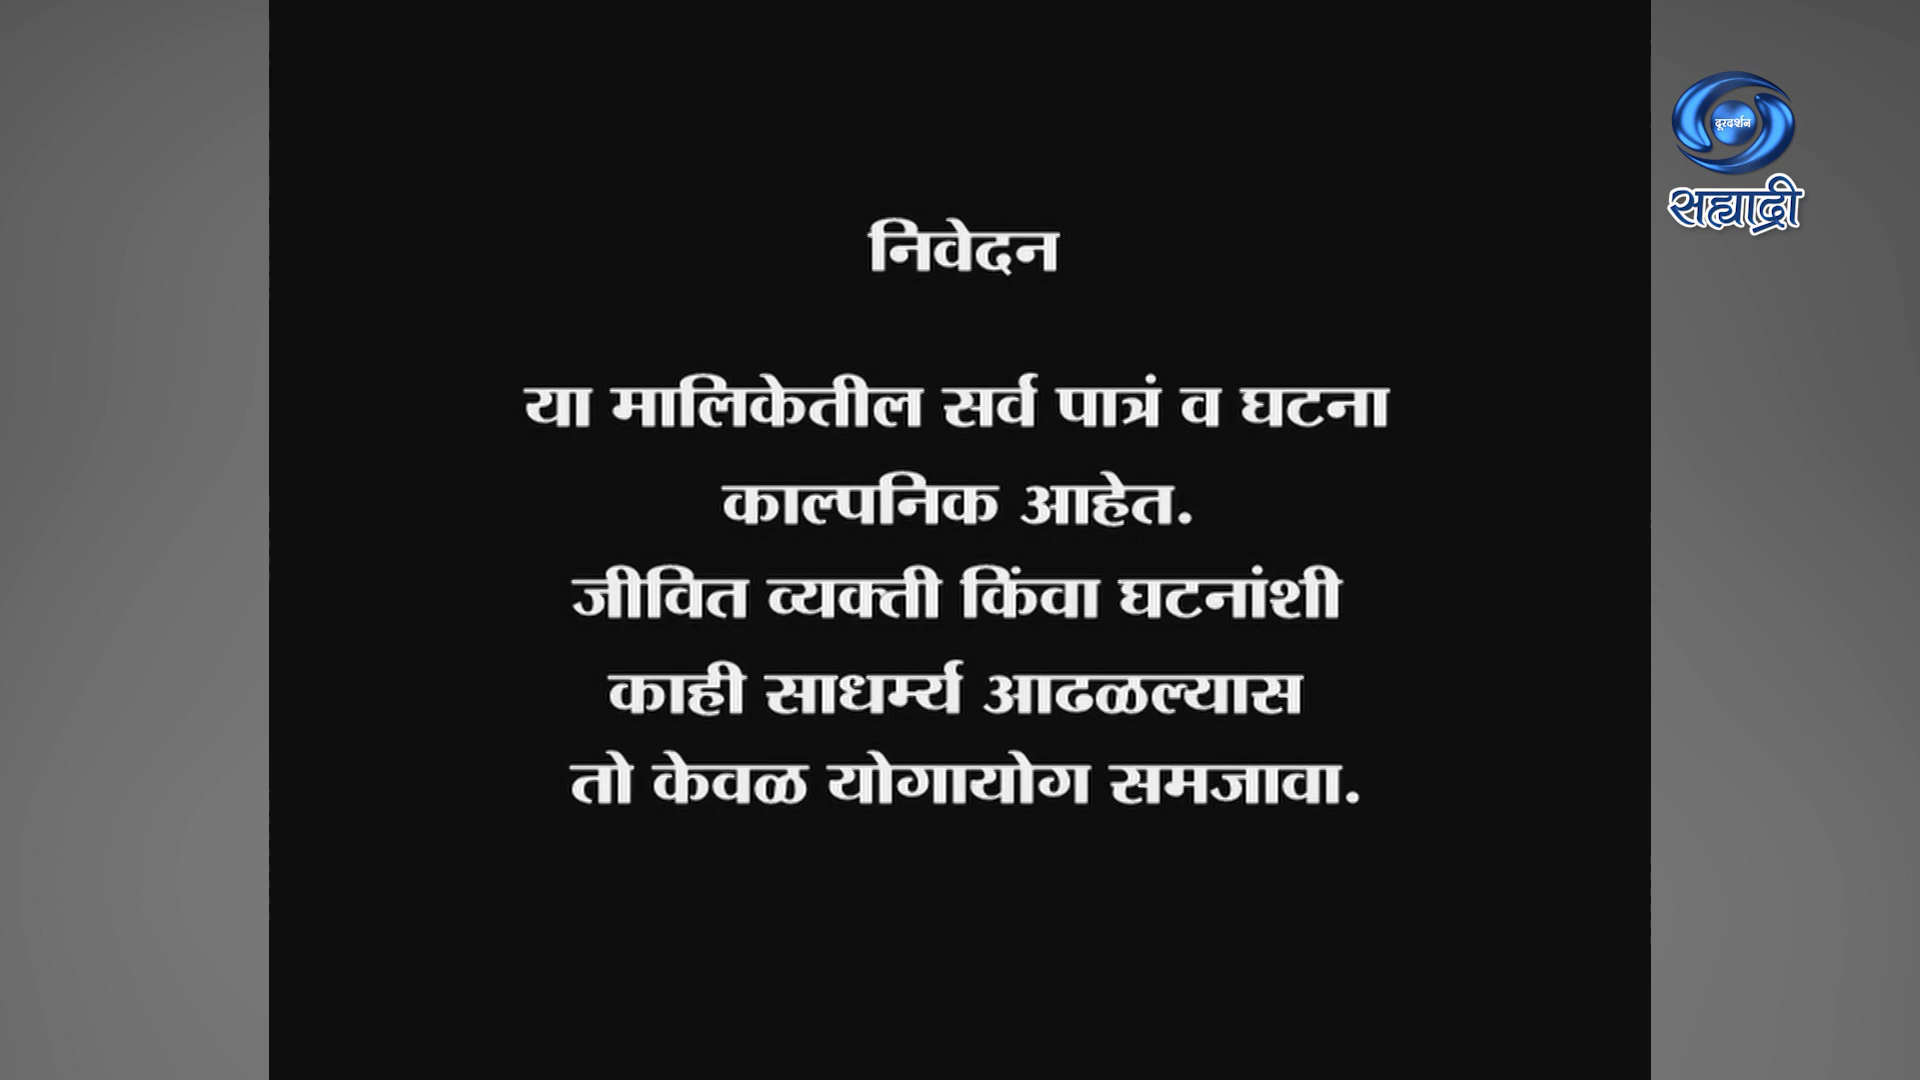 दूरदर्शन
सह्याद्री
निवेदन
या मालिकेतील सर्व पात्रं व घटना
काल्पनिक आहेत.
जीवित व्यक्ती किंवा घटनांशी
काही साधर्म्य आढळल्यास
तो केवळ योगायोग समजावा.